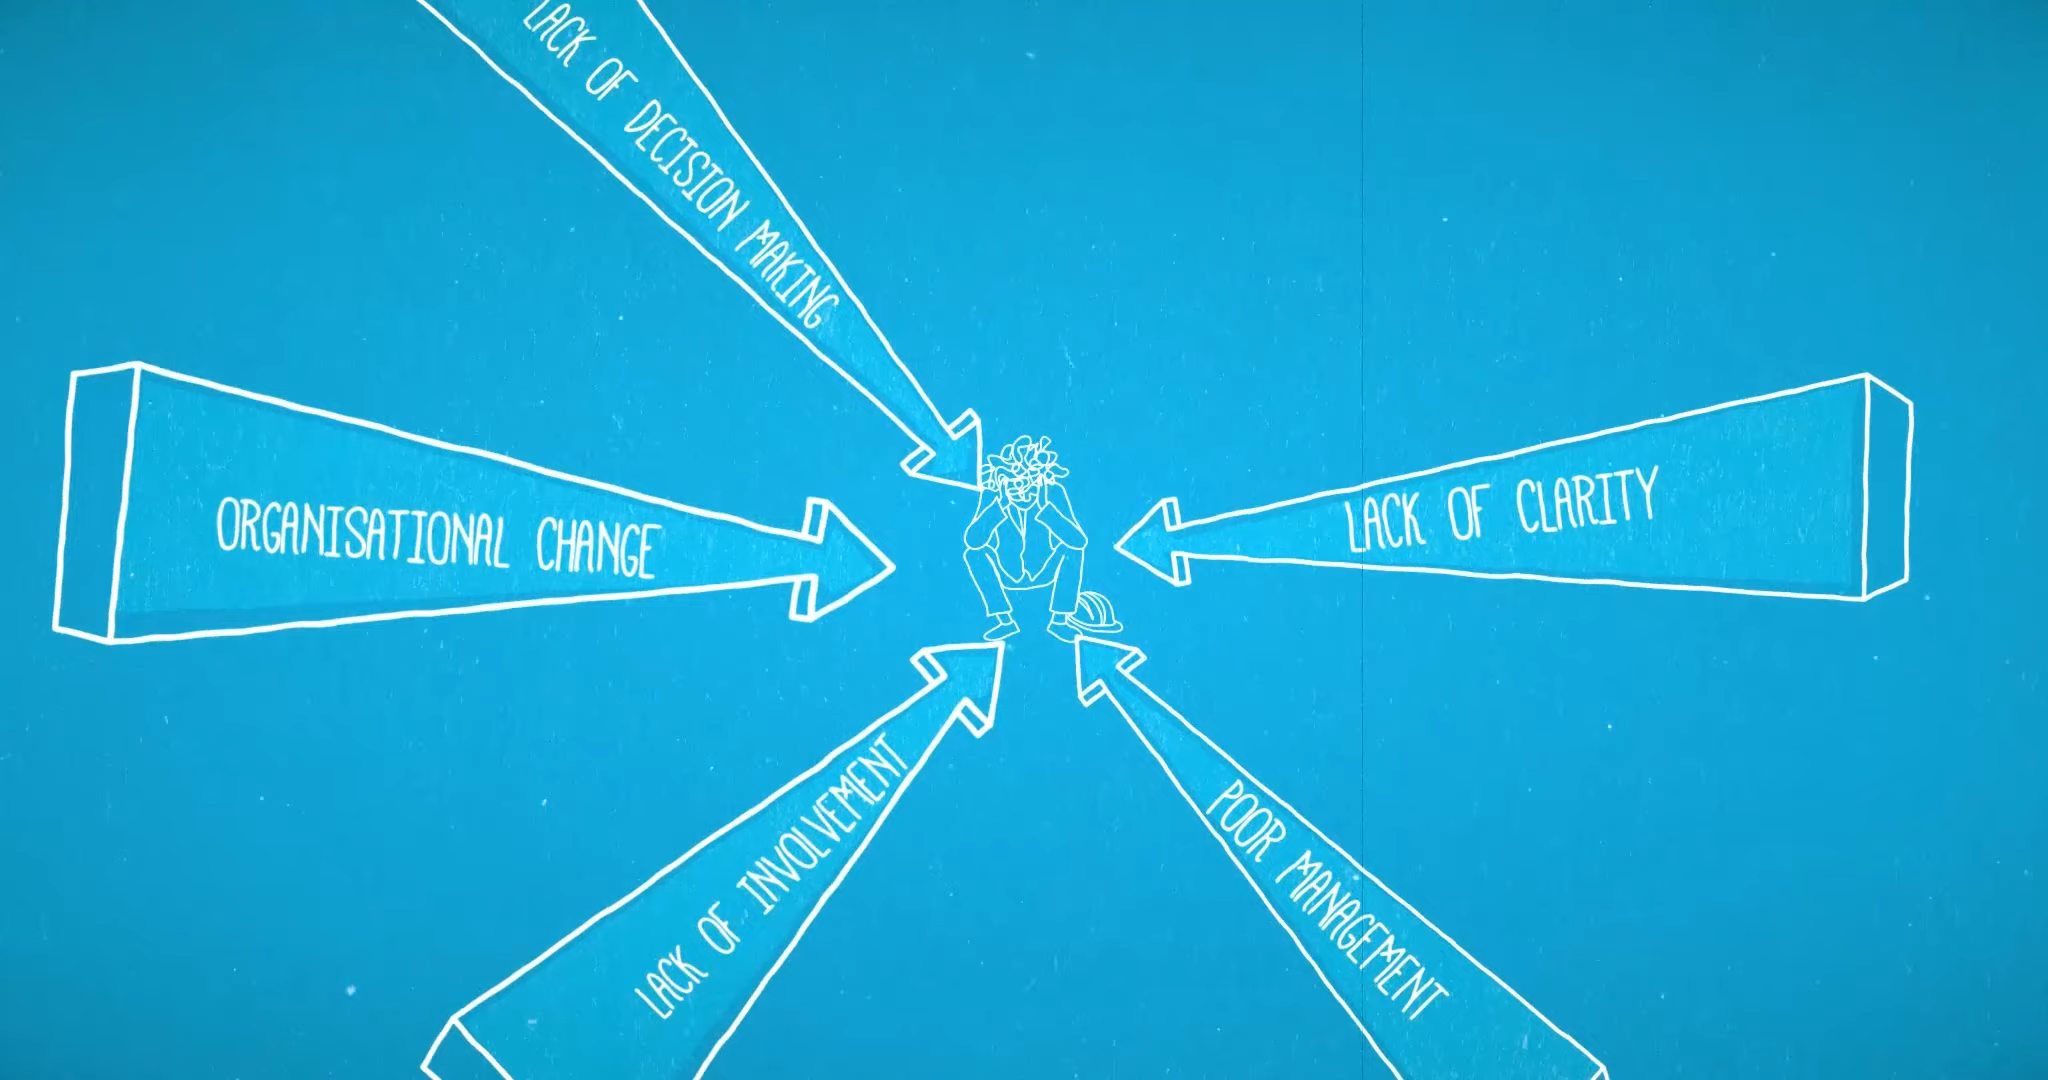 LACK OF DECISION MAKING
ORGANISATIONAL CHANGE
LACK OF CLARITY
LACK OF INVOLVEMENT
POOR MANAGEMENT